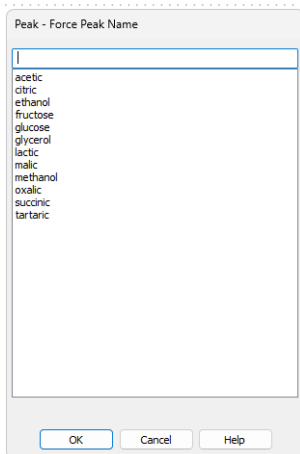 Peak - Force Peak Name
acetic
citric
ethanol
fructose
glucose
glycerol
lactic
malic
methanol
oxalic
succinic
tartaric
OK Cancel Help